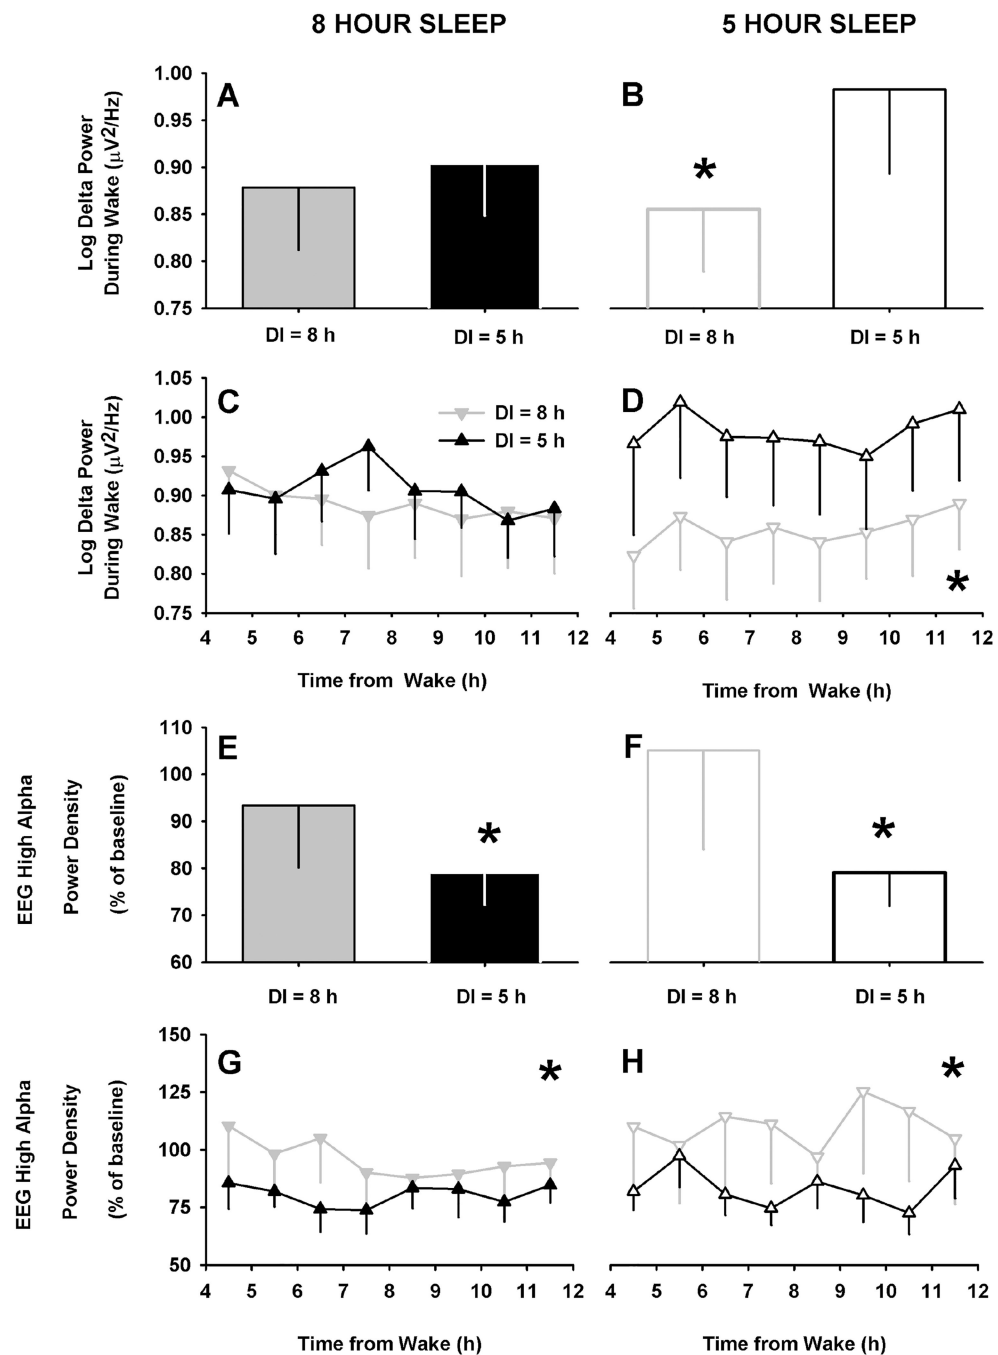 8 HOUR SLEEP
5 HOUR SLEEP
Log Delta Power
During Wake (µV2/Hz)
1.00
0.95
0.90
0.85
0.80
0.75
A
DI = 8 h
DI = 5 h
B
*
DI = 8 h
DI = 5 h
Log Delta Power
During Wake (µV2/Hz)
1.05
1.00
0.95
0.90
0.85
0.80
0.75
C
DI = 8 h
DI = 5 h
4 5 6 7 8 9 10 11 12
Time from Wake (h)
D
*
4 5 6 7 8 9 10 11 12
Time from Wake (h)
EEG High Alpha
Power Density
(% of baseline)
110
100
90
80
70
60
E
*
DI = 8 h
DI = 5 h
F
*
DI = 8 h
DI = 5 h
EEG High Alpha
Power Density
(% of baseline)
150
125
100
75
50
G
*
4 5 6 7 8 9 10 11 12
Time from Wake (h)
H
*
4 5 6 7 8 9 10 11 12
Time from Wake (h)